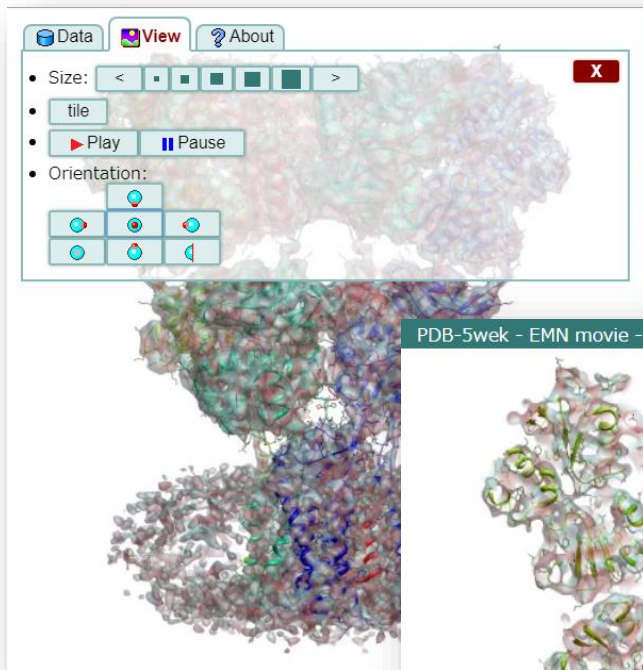 Data View About
Size: < >
X
tile
Play Pause
Orientation:
PDB-5wek - EMN movie -